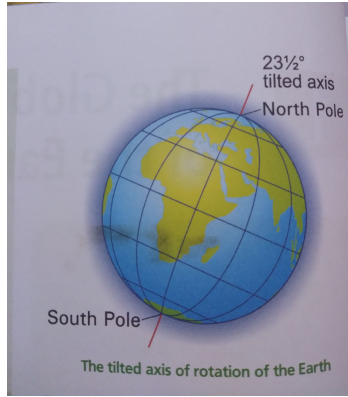 23½°
tilted axis
North Pole
South Pole
The tilted axis of rotation of the Earth